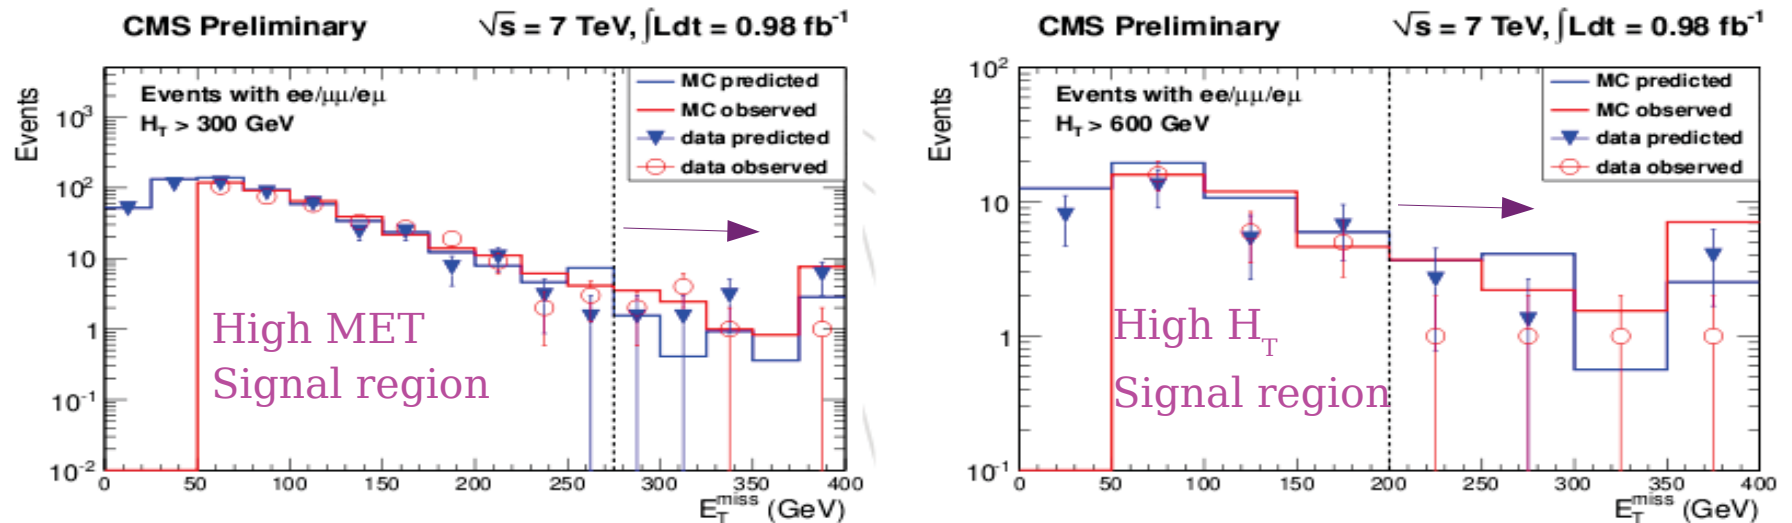 CMS Preliminary √s = 7 TeV, ∫Ldt = 0.98 fb⁻¹
Events
Events with ee/μμ/eμ
H_T > 300 GeV
MC predicted
MC observed
data predicted
data observed
10³
10²
10
1
10⁻¹
10⁻²
High MET
Signal region
0 50 100 150 200 250 300 350 400
E_T^miss (GeV)
CMS Preliminary √s = 7 TeV, ∫Ldt = 0.98 fb⁻¹
Events
Events with ee/μμ/eμ
H_T > 600 GeV
MC predicted
MC observed
data predicted
data observed
10²
10
1
10⁻¹
High H_T
Signal region
0 50 100 150 200 250 300 350 400
E_T^miss (GeV)